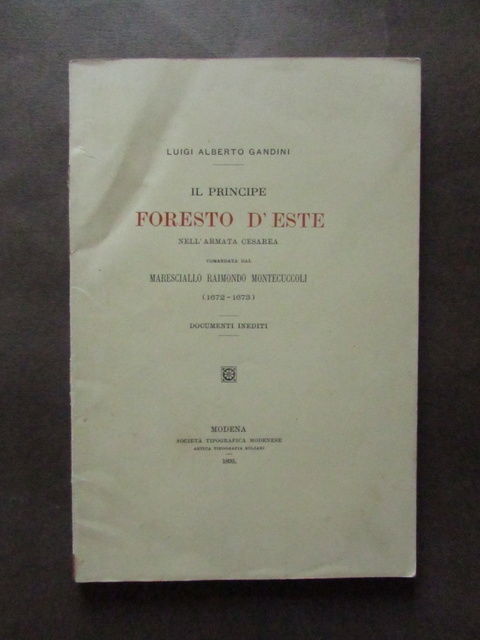 LUIGI ALBERTO GANDINI
IL PRINCIPE
FORESTO D'ESTE
NELL'ARMATA CESAREA
COMANDATA DAL
MARESCIALLO RAIMONDO MONTECUCCOLI
(1672-1673)
DOCUMENTI INEDITI
MODENA
SOCIETÀ TIPOGRAFICA MODENESE
ANTICA TIPOGRAFIA SOLIANI